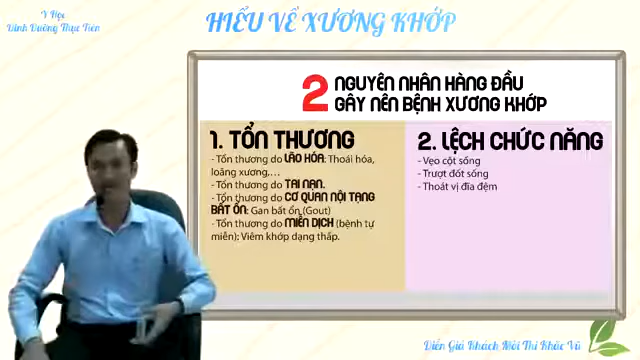 Y Học
Dinh Dưỡng Thực Tiễn
HIỂU VỀ XƯƠNG KHỚP
2 NGUYÊN NHÂN HÀNG ĐẦU
GÂY NÊN BỆNH XƯƠNG KHỚP
1. TỔN THƯƠNG
- Tổn thương do LÃO HÓA: Thoái hóa,
loãng xương,...
- Tổn thương do TAI NẠN.
- Tổn thương do CƠ QUAN NỘI TẠNG
BẤT ỔN: Gan bất ổn (Gout)
- Tổn thương do MIỄN DỊCH (bệnh tự
miễn): Viêm khớp dạng thấp.
2. LỆCH CHỨC NĂNG
- Vẹo cột sống
- Trượt đốt sống
- Thoát vị đĩa đệm
Diễn Giả Khách Mời Thi Khắc Vũ